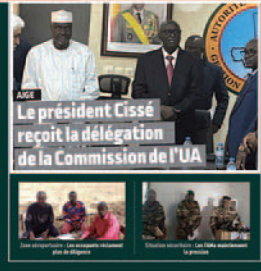 AUTORITÉ
AIGE
Le président Cissé
reçoit la délégation
de la Commission de l'UA
Zone aéroportuaire : Les occupants réclament
plus de diligence
Situation sécuritaire : Les FAMa maintiennent
la pression